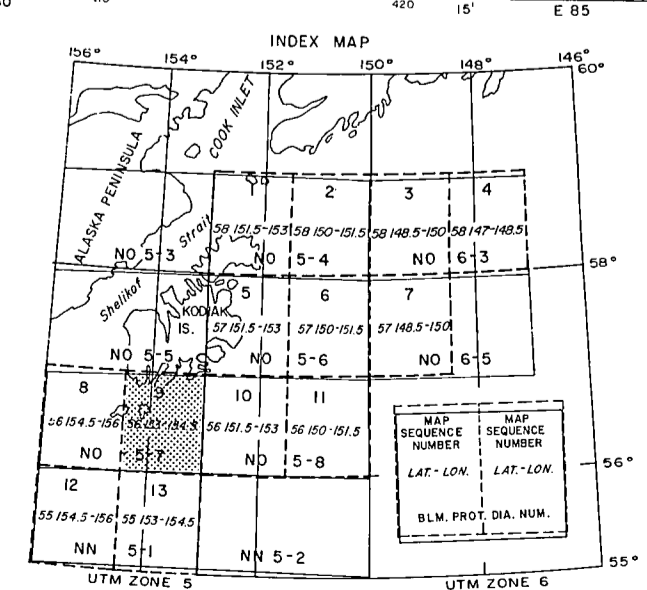 420 15'
E 85
INDEX MAP
156° 154° 152° 150° 148° 146°
60°
COOK INLET
ALASKA PENINSULA
1 2 3 4
Strait
58 151.5-153 58 150-151.5 58 148.5-150 58 147-148.5
NO 5-3 NO 5-4 NO 6-3
58°
Shelikof
5 6 7
KODIAK
IS.
57 151.5-153 57 150-151.5 57 148.5-150
NO 5-5 NO 5-6 NO 6-5
8 9 10 11
56 154.5-156 56 153-154.5 56 151.5-153 56 150-151.5
NO 5-7 NO 5-8
56°
MAP SEQUENCE NUMBER
LAT.-LON.
MAP SEQUENCE NUMBER
LAT.-LON.
BLM. PROT. DIA. NUM.
12 13
55 154.5-156 55 153-154.5
NN 5-1 NN 5-2
55°
UTM ZONE 5 UTM ZONE 6